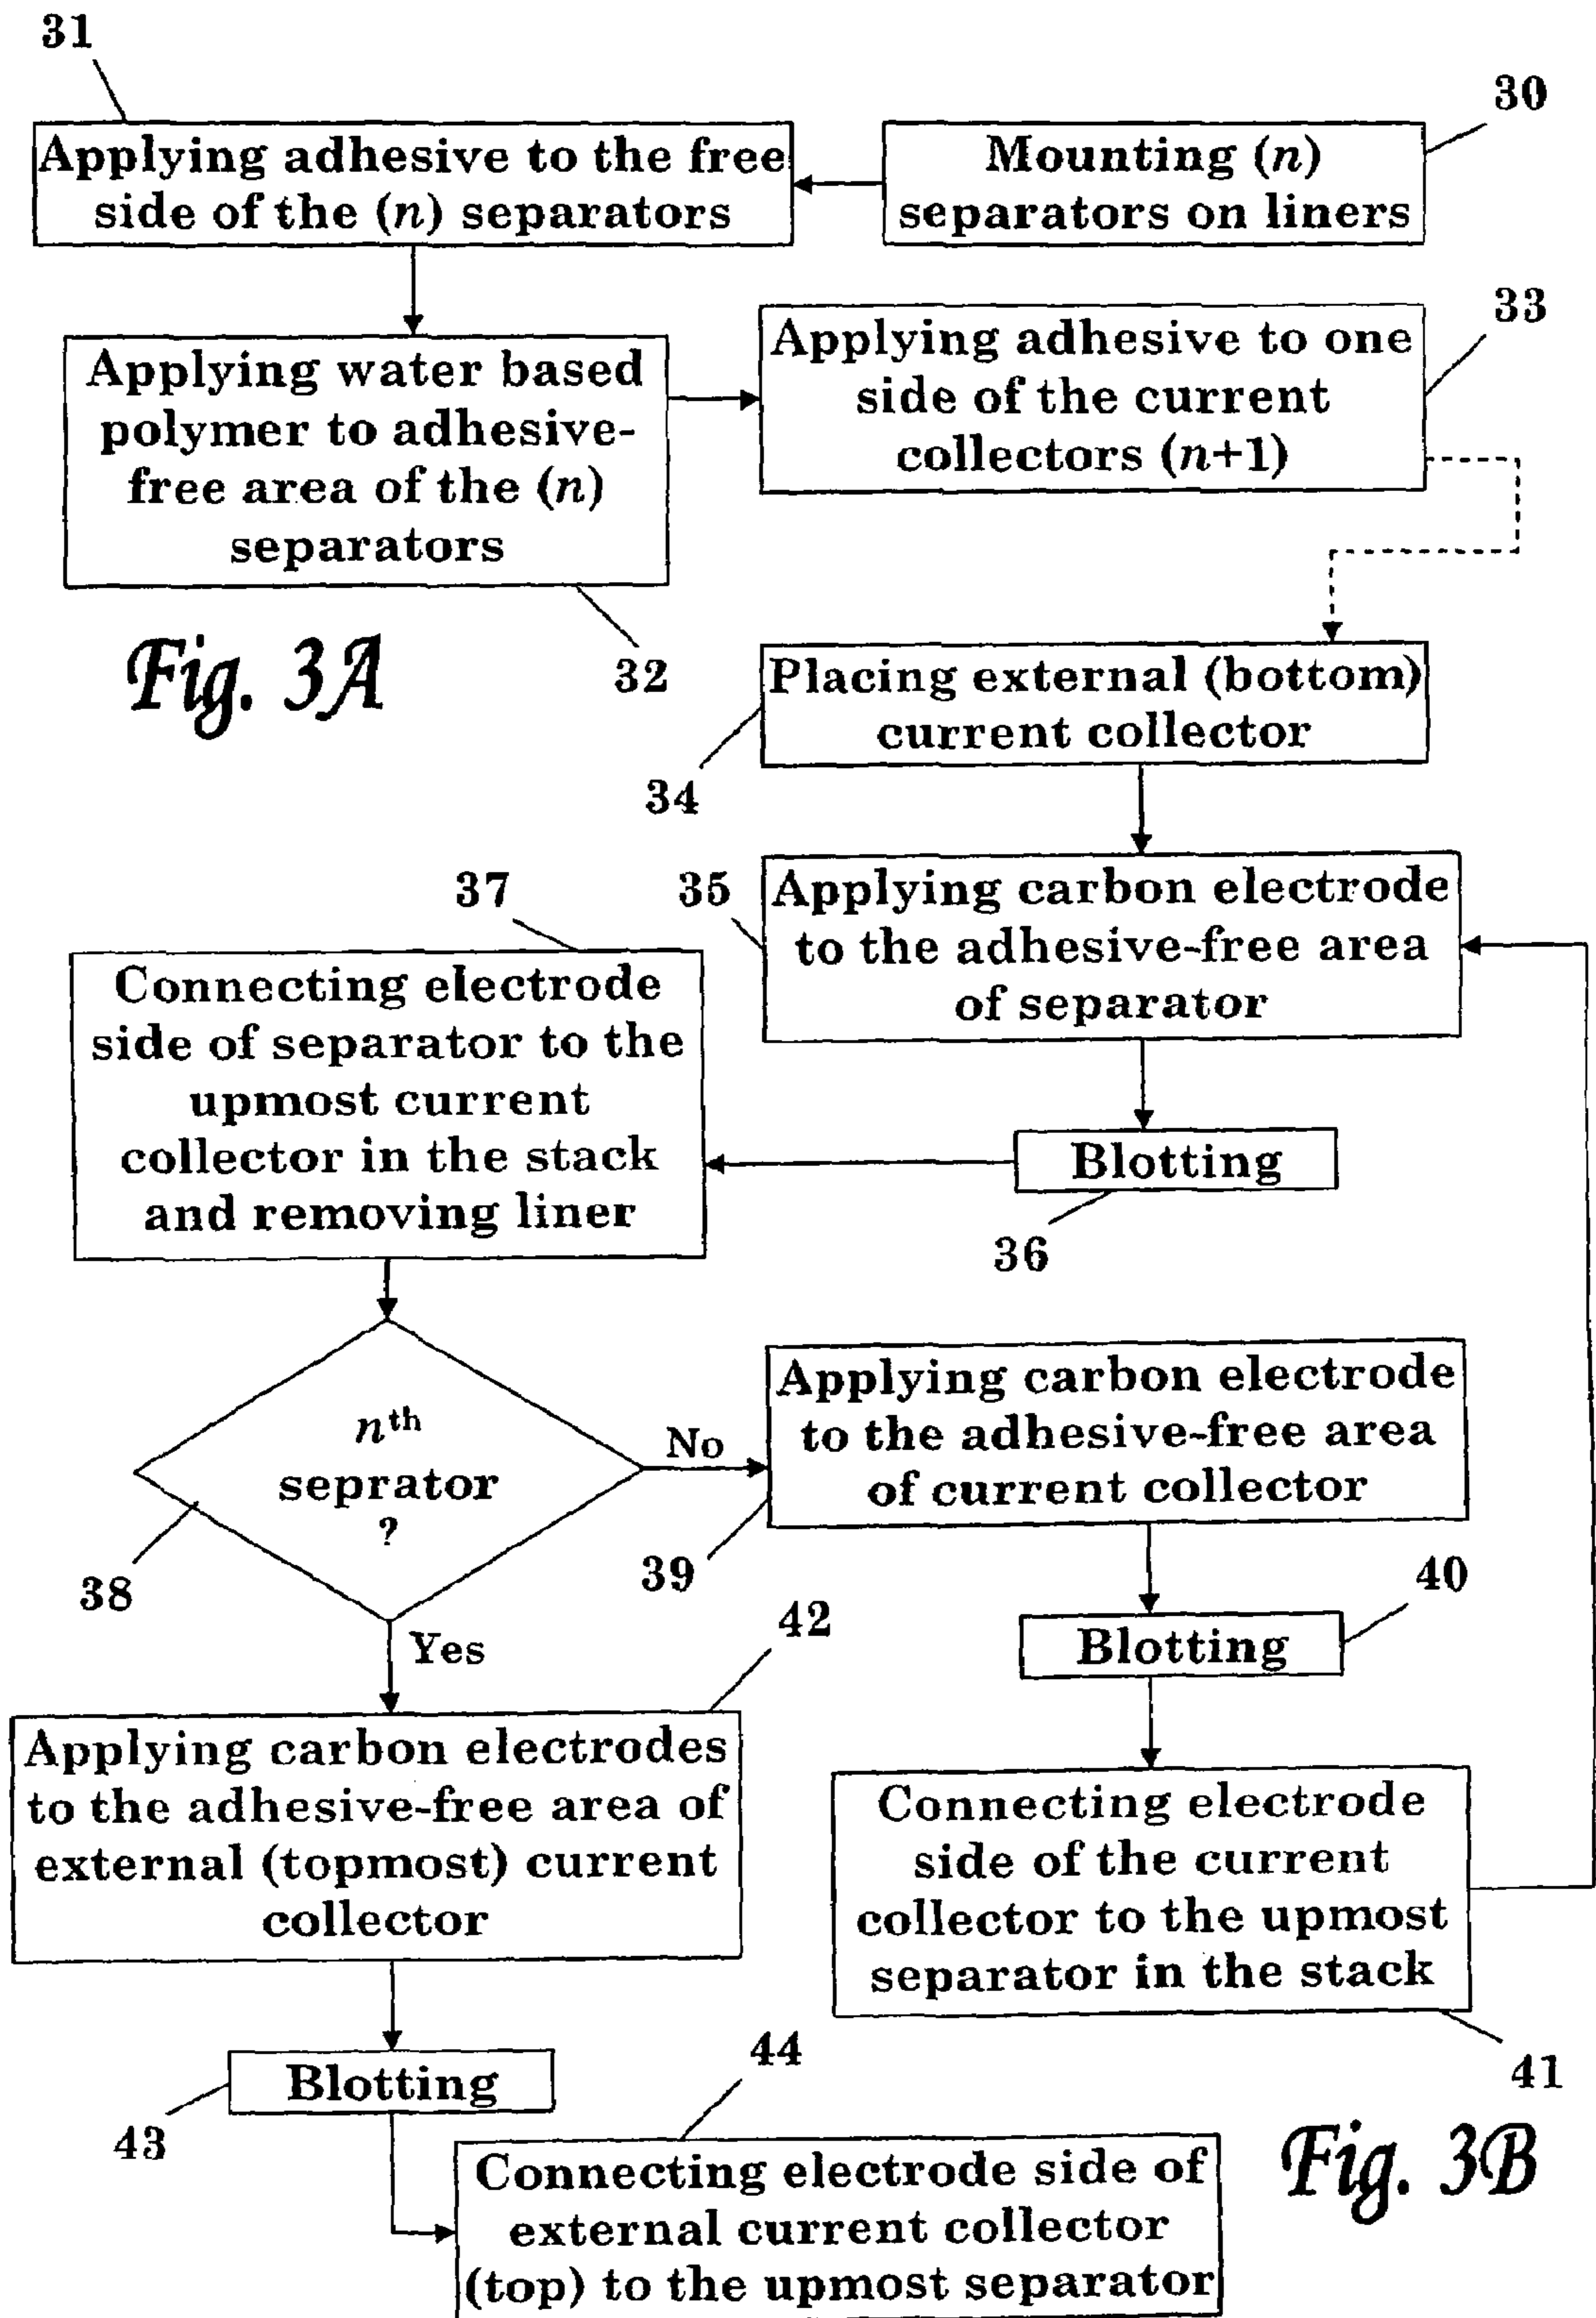 31
30
Mounting (n)
separators on liners
Applying adhesive to the free
side of the (n) separators
33
Applying water based
polymer to adhesive-
free area of the (n)
separators
32
Applying adhesive to one
side of the current
collectors (n+1)
Fig. 3A
Placing external (bottom)
current collector
34
35
Applying carbon electrode
to the adhesive-free area
of separator
Blotting
36
37
Connecting electrode
side of separator to the
upmost current
collector in the stack
and removing liner
nth
seprator
?
38
No
Applying carbon electrode
to the adhesive-free area
of current collector
39
40
Blotting
Connecting electrode
side of the current
collector to the upmost
separator in the stack
41
Yes
42
Applying carbon electrodes
to the adhesive-free area of
external (topmost) current
collector
Blotting
43
44
Connecting electrode side of
external current collector
(top) to the upmost separator
Fig. 3B